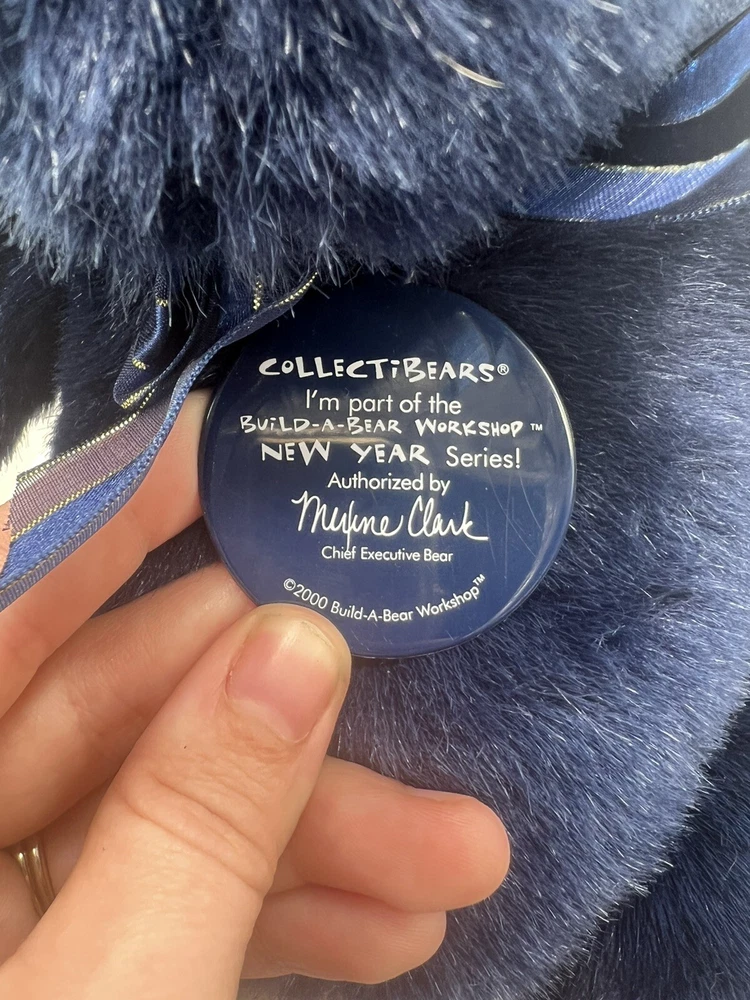 COLLECTiBEARS®
I'm part of the
BUiLD-A-BEAR WORKSHOP™
NEW YEAR Series!
Authorized by
Maxine Clark
Chief Executive Bear
©2000 Build-A-Bear Workshop™